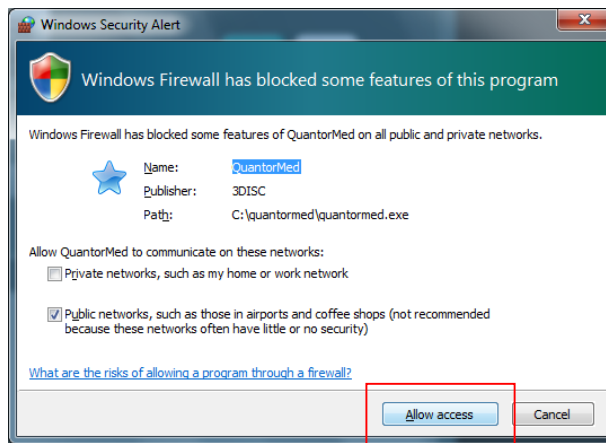 Windows Security Alert
Windows Firewall has blocked some features of this program
Windows Firewall has blocked some features of QuantorMed on all public and private networks.
Name: QuantorMed
Publisher: 3DISC
Path: C:\quantormed\quantormed.exe
Allow QuantorMed to communicate on these networks:
Private networks, such as my home or work network
Public networks, such as those in airports and coffee shops (not recommended
because these networks often have little or no security)
What are the risks of allowing a program through a firewall?
Allow access Cancel